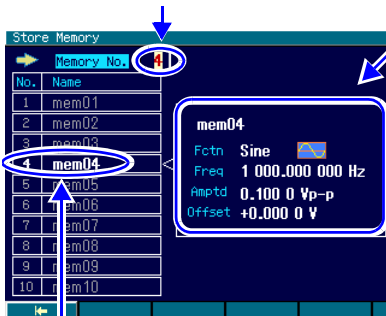 Store Memory
Memory No. 4
No. Name
1 mem01
2 mem02
3 mem03
4 mem04
5 mem05
6 mem06
7 mem07
8 mem08
9 mem09
10 mem10
mem04
Fctn Sine
Freq 1 000.000 000 Hz
Amptd 0.100 0 Vp-p
Offset +0.000 0 V